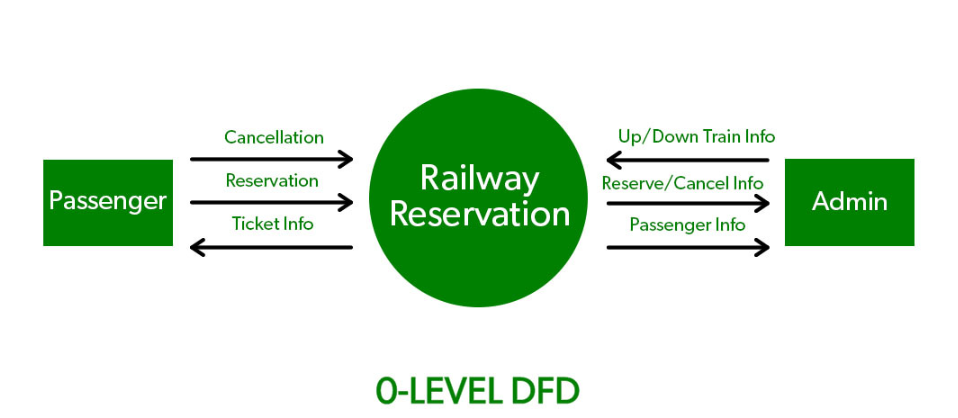 Cancellation
Up/Down Train Info
Passenger
Reservation
Railway
Reservation
Reserve/Cancel Info
Admin
Ticket Info
Passenger Info
0-LEVEL DFD